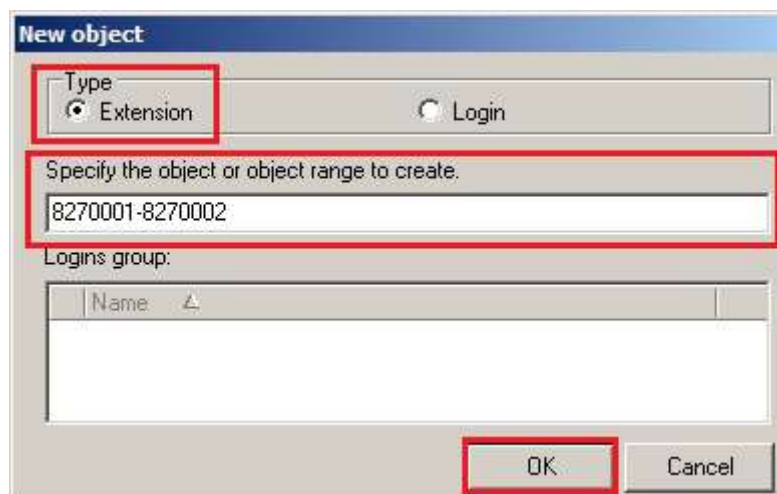 New object
Type
Extension Login
Specify the object or object range to create.
8270001-8270002
Logins group:
Name
OK Cancel